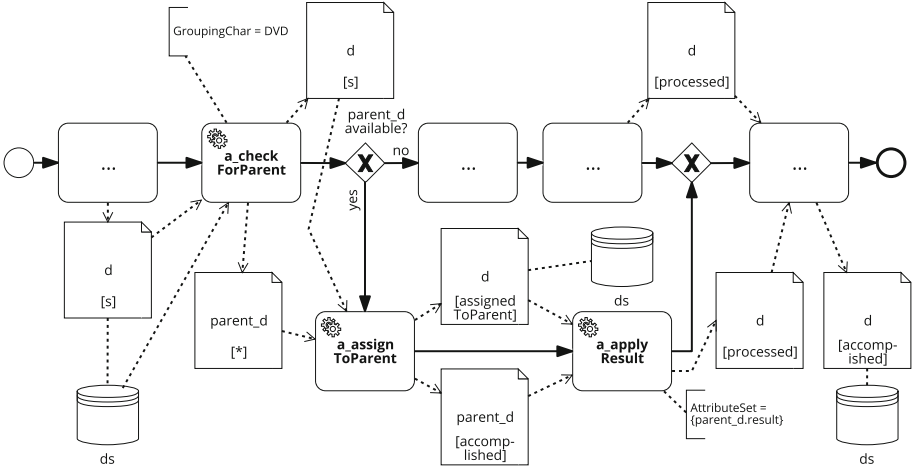 GroupingChar = DVD
d
[s]
d
[processed]
parent_d
available?
no
yes
...
a_check
ForParent
...
...
...
d
[s]
parent_d
[*]
d
[assigned
ToParent]
ds
a_assign
ToParent
a_apply
Result
d
[processed]
d
[accomp-
ished]
parent_d
[accomp-
lished]
AttributeSet =
{parent_d.result}
ds
ds